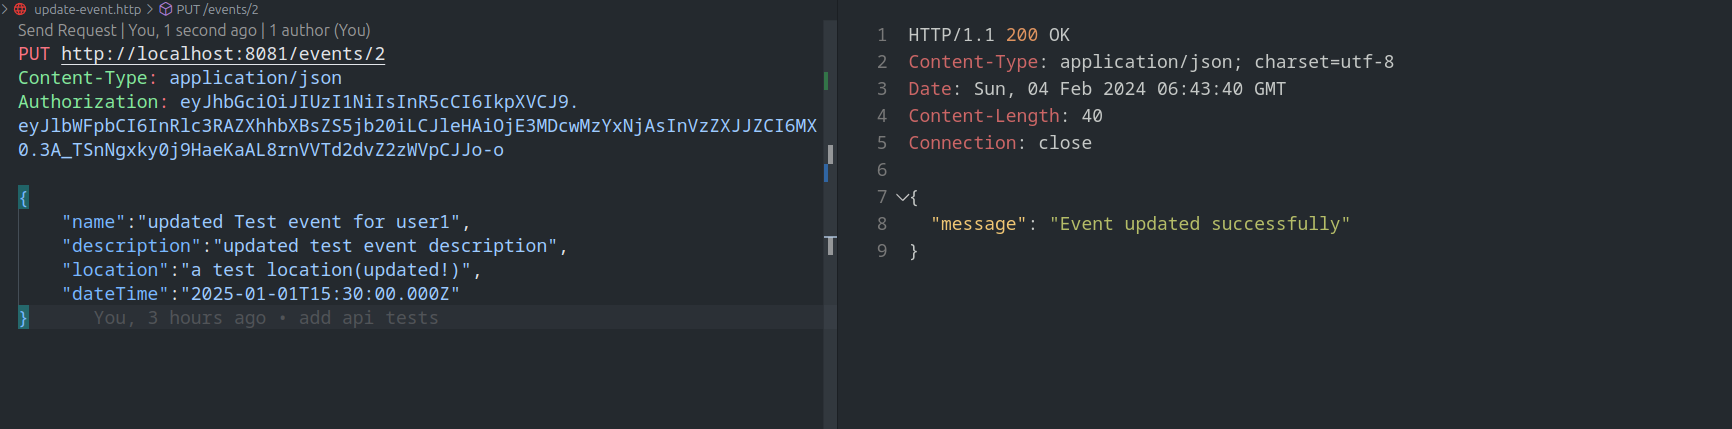 update-event.http > PUT /events/2
Send Request | You, 1 second ago | 1 author (You)
PUT http://localhost:8081/events/2
Content-Type: application/json
Authorization: eyJhbGciOiJIUzI1NiIsInR5cCI6IkpXVCJ9.
eyJlbWFpbCI6InRlc3RAZXhhbXBsZS5jb20iLCJleHAiOjE3MDcwMzYxNjAsInVzZXJJZCI6MX
0.3A_TSnNgxky0j9HaeKaAL8rnVVTd2dvZ2zWVpCJJo-o
{
"name":"updated Test event for user1",
"description":"updated test event description",
"location":"a test location(updated!)",
"dateTime":"2025-01-01T15:30:00.000Z"
} You, 3 hours ago • add api tests
1 HTTP/1.1 200 OK
2 Content-Type: application/json; charset=utf-8
3 Date: Sun, 04 Feb 2024 06:43:40 GMT
4 Content-Length: 40
5 Connection: close
6
7 {
8 "message": "Event updated successfully"
9 }